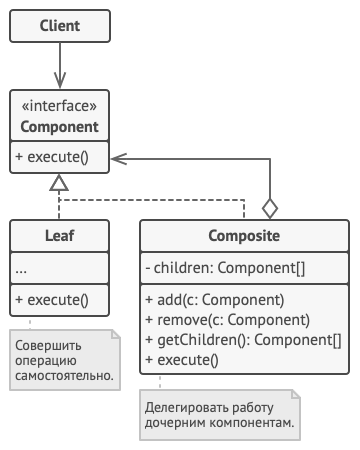 Client
«interface»
Component
+ execute()
Leaf
...
+ execute()
Совершить
операцию
самостоятельно.
Composite
- children: Component[]
+ add(c: Component)
+ remove(c: Component)
+ getChildren(): Component[]
+ execute()
Делегировать работу
дочерним компонентам.